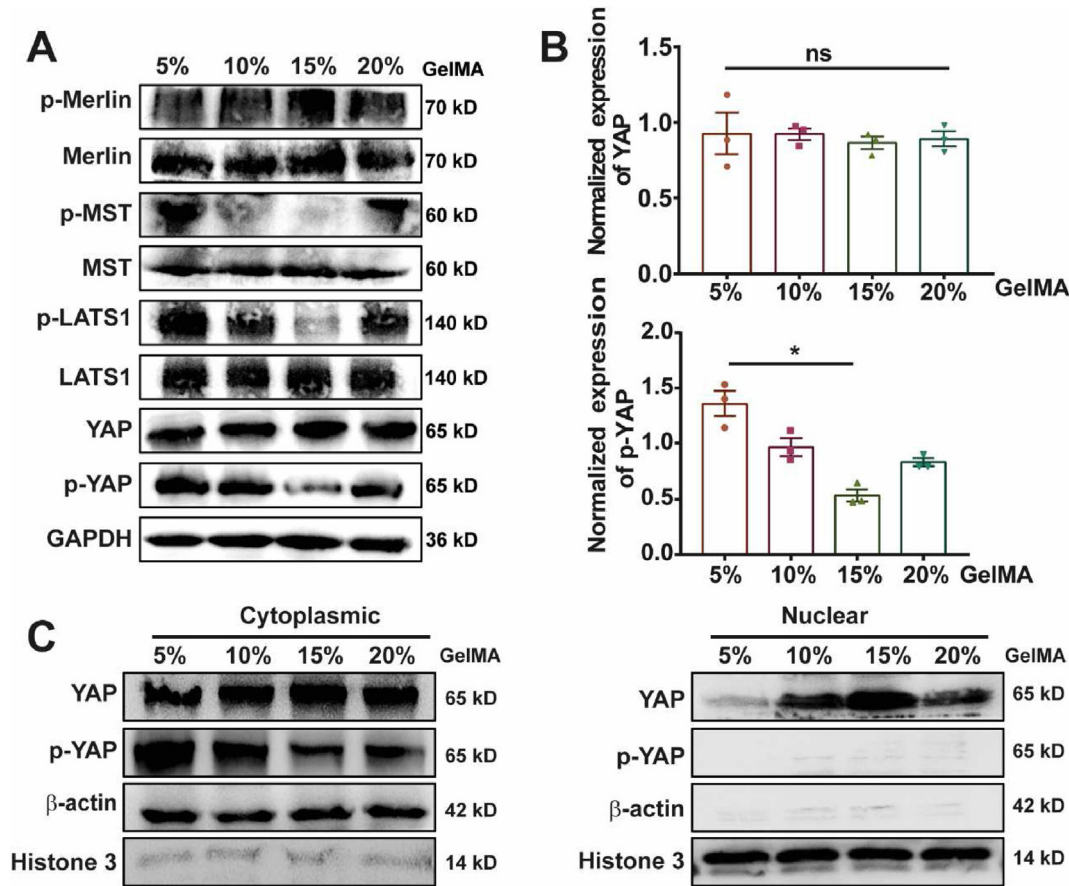 A
5% 10% 15% 20% GelMA
p-Merlin 70 kD
Merlin 70 kD
p-MST 60 kD
MST 60 kD
p-LATS1 140 kD
LATS1 140 kD
YAP 65 kD
p-YAP 65 kD
GAPDH 36 kD
B
Normalized expression
of YAP
1.5
1.0
0.5
0.0
ns
5% 10% 15% 20% GelMA
Normalized expression
of p-YAP
2.0
1.5
1.0
0.5
0.0
*
5% 10% 15% 20% GelMA
C
Cytoplasmic
5% 10% 15% 20% GelMA
YAP 65 kD
p-YAP 65 kD
β-actin 42 kD
Histone 3 14 kD
Nuclear
5% 10% 15% 20% GelMA
YAP 65 kD
p-YAP 65 kD
β-actin 42 kD
Histone 3 14 kD